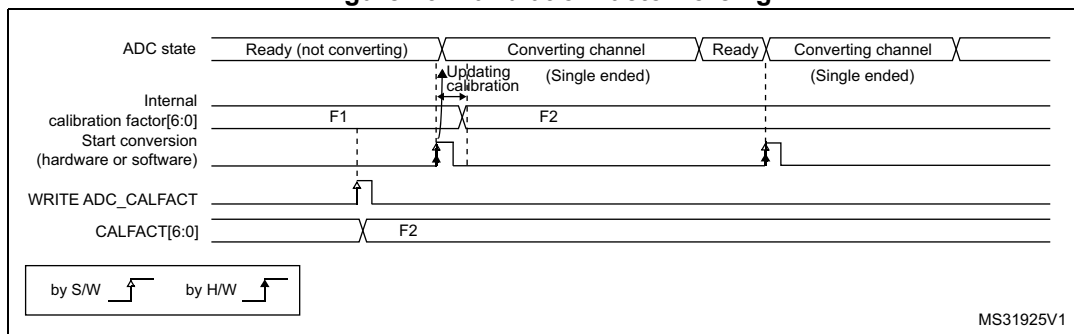 ADC state
Ready (not converting)
Converting channel
Ready
Converting channel
Updating
calibration
(Single ended)
(Single ended)
Internal
calibration factor[6:0]
F1
F2
Start conversion
(hardware or software)
WRITE ADC_CALFACT
CALFACT[6:0]
F2
by S/W
by H/W
MS31925V1